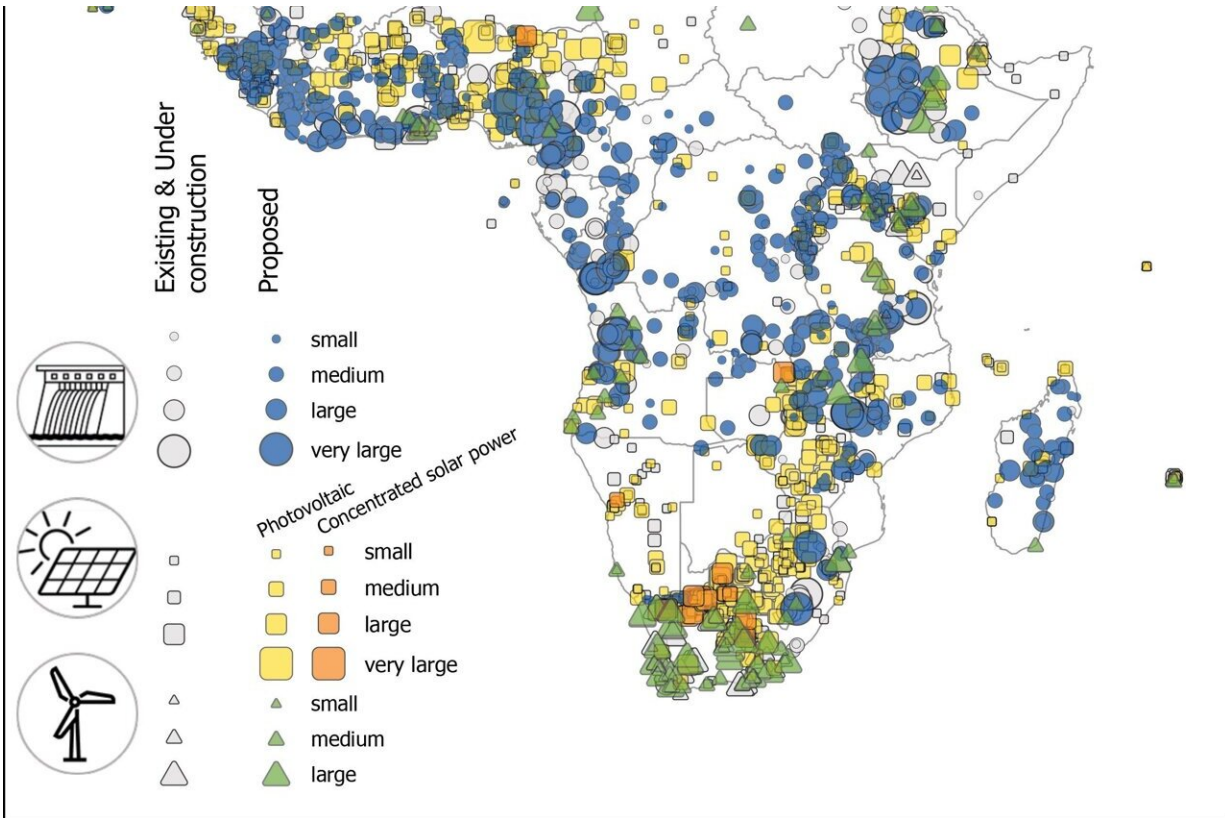 Existing & Under
construction
Proposed
small
medium
large
very large
Photovoltaic
Concentrated solar power
small
medium
large
very large
small
medium
large